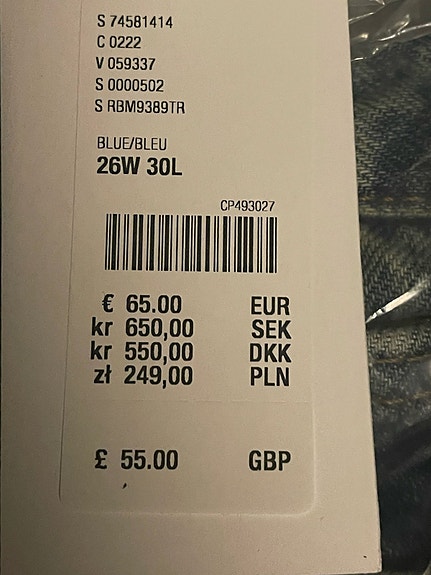 S 74581414
C 0222
V 059337
S 0000502
S RBM9389TR
BLUE/BLEU
26W 30L
CP493027
€ 65.00 EUR
kr 650,00 SEK
kr 550,00 DKK
zł 249,00 PLN
£ 55.00 GBP